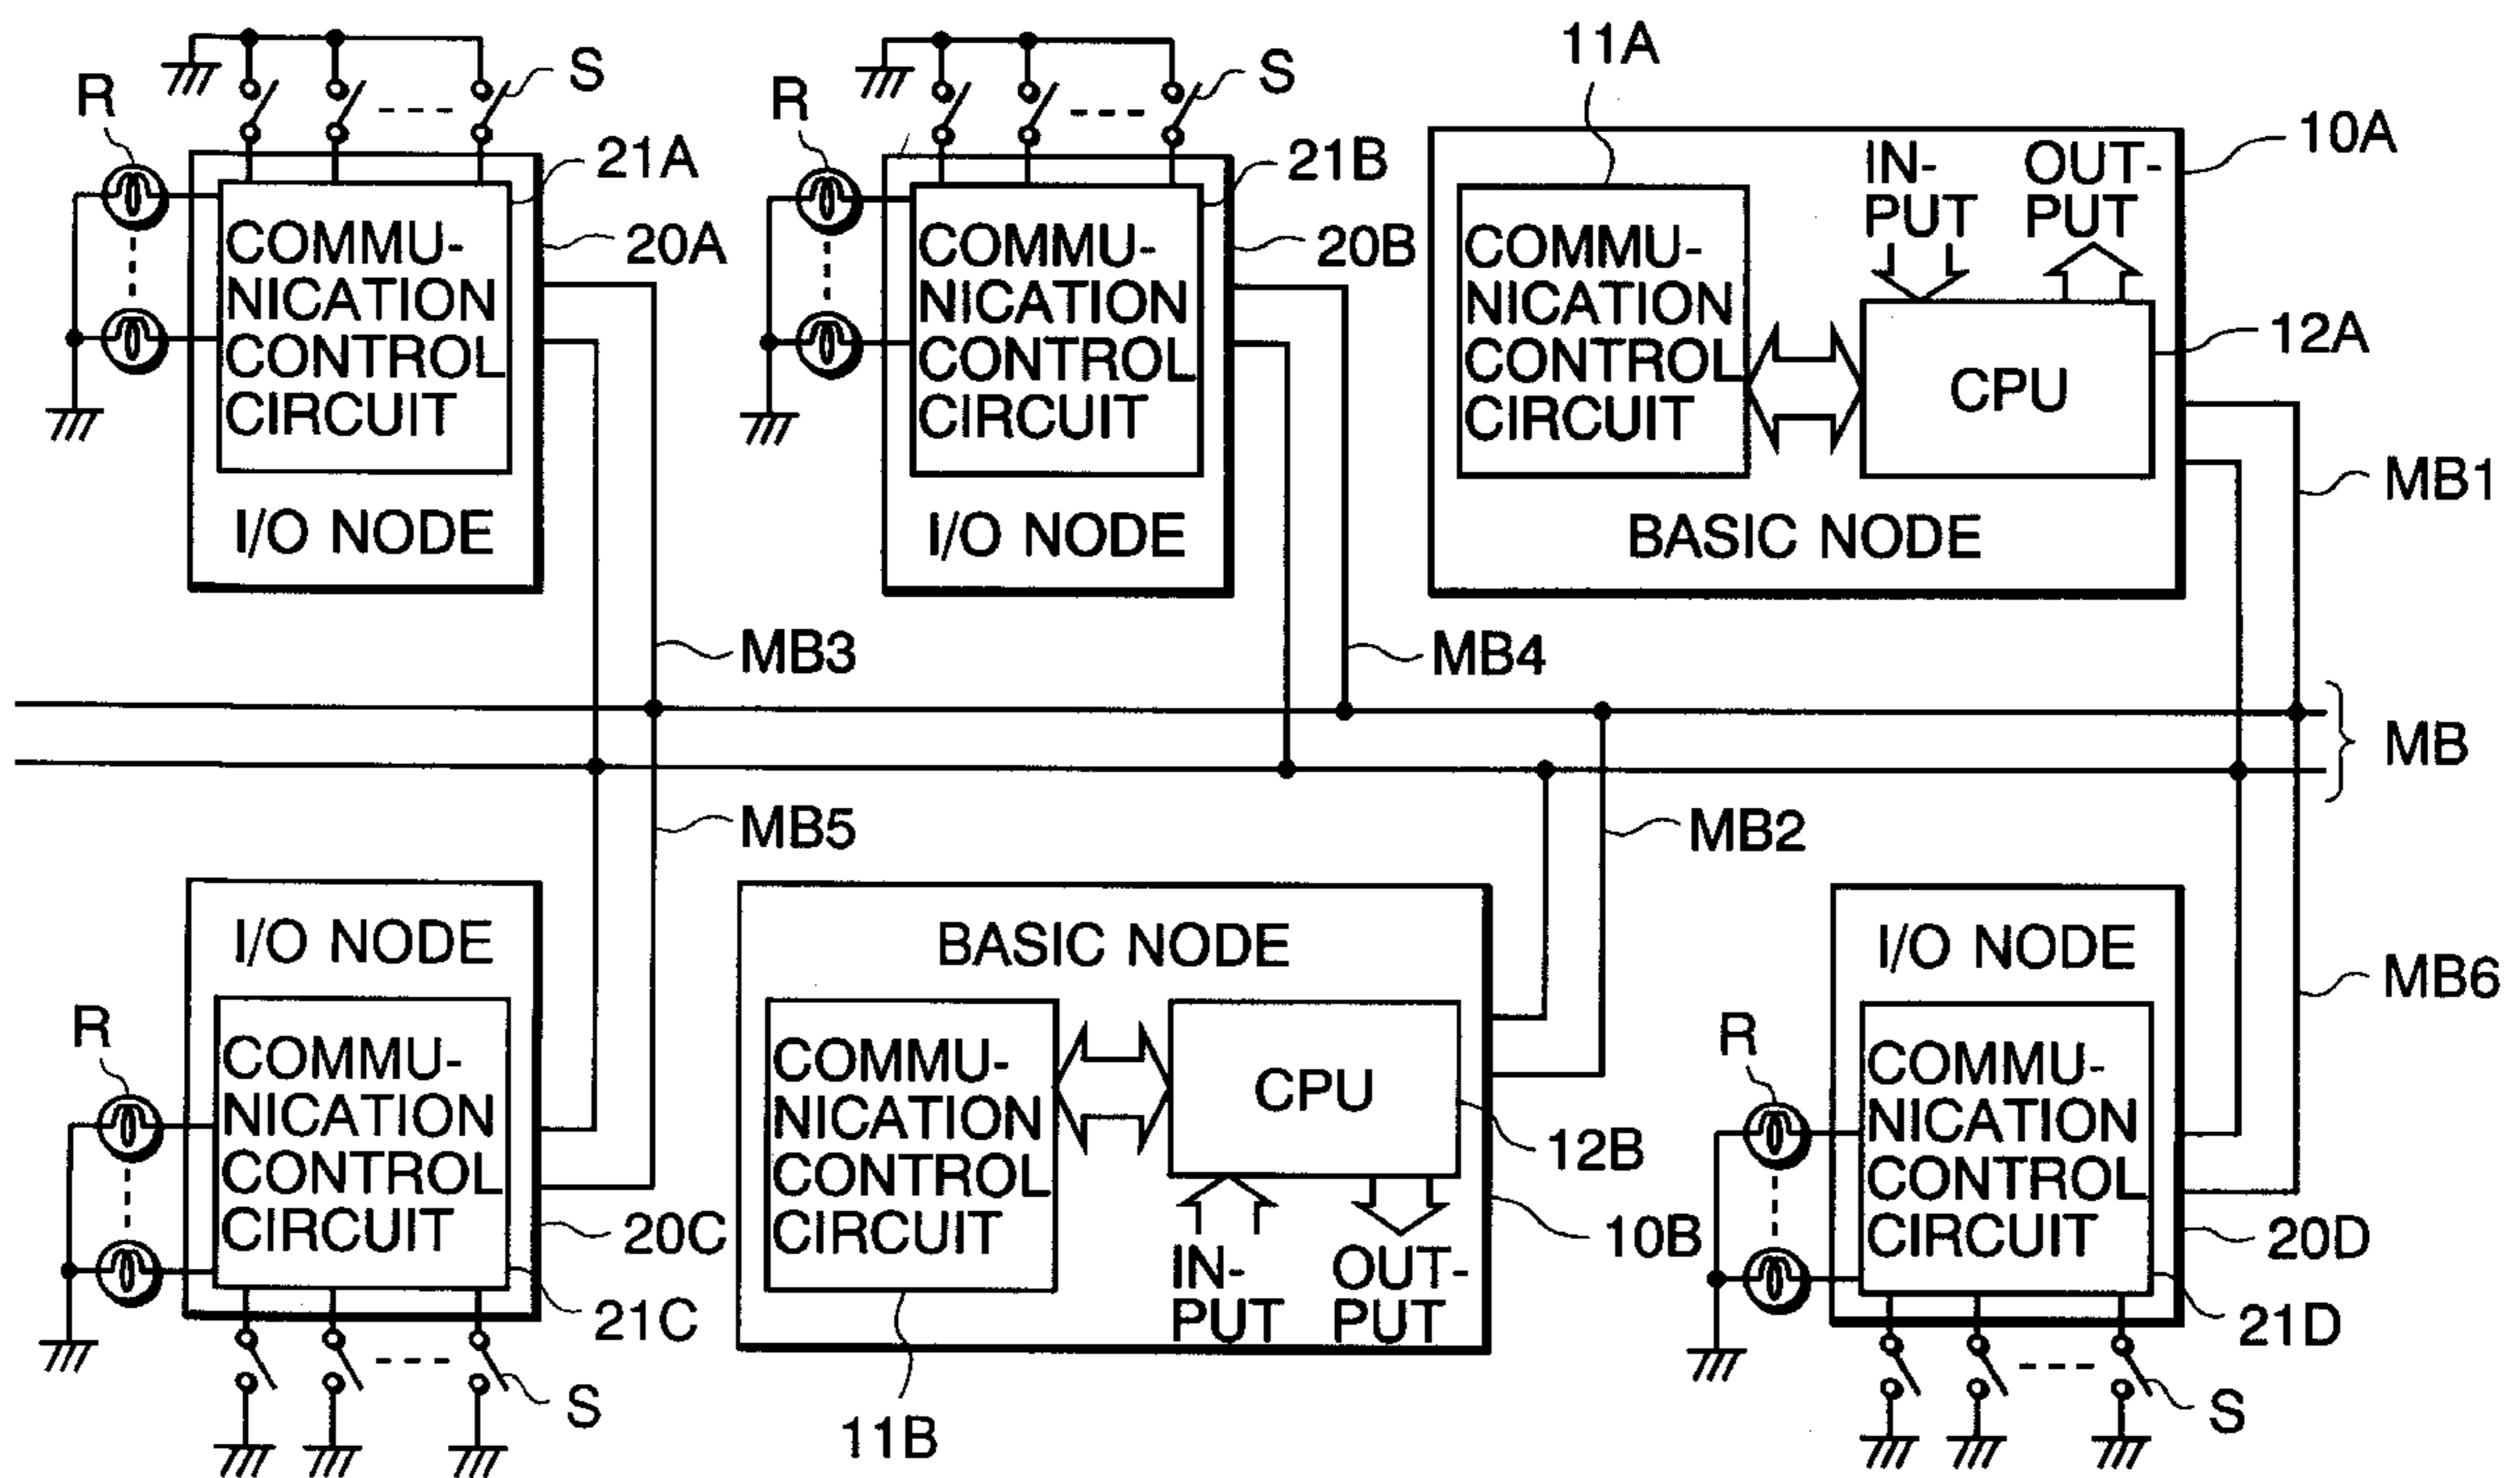 R
S
21A
20A
COMMU-
NICATION
CONTROL
CIRCUIT
I/O NODE
R
S
21B
20B
COMMU-
NICATION
CONTROL
CIRCUIT
I/O NODE
11A
10A
IN-
PUT
OUT-
PUT
COMMU-
NICATION
CONTROL
CIRCUIT
CPU
12A
BASIC NODE
MB1
MB3
MB4
MB
MB5
MB2
MB6
I/O NODE
R
COMMU-
NICATION
CONTROL
CIRCUIT
20C
21C
S
BASIC NODE
COMMU-
NICATION
CONTROL
CIRCUIT
CPU
12B
10B
IN-
PUT
OUT-
PUT
11B
I/O NODE
R
COMMU-
NICATION
CONTROL
CIRCUIT
20D
21D
S